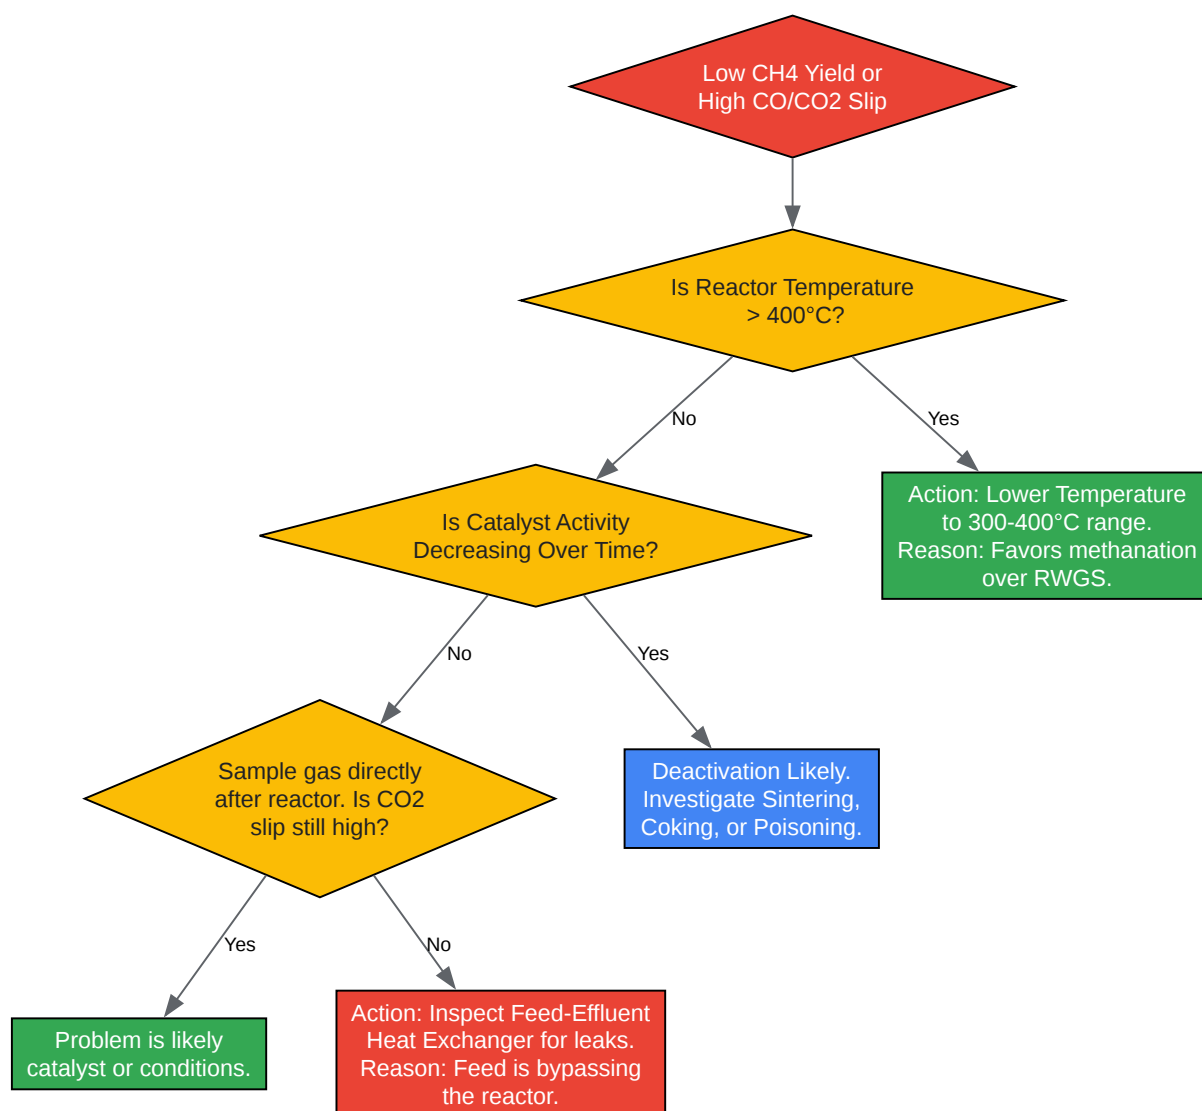 Low CH4 Yield or
High CO/CO2 Slip
Is Reactor Temperature
> 400°C?
No
Yes
Action: Lower Temperature
to 300-400°C range.
Reason: Favors methanation
over RWGS.
Is Catalyst Activity
Decreasing Over Time?
No
Yes
Sample gas directly
after reactor. Is CO2
slip still high?
Deactivation Likely.
Investigate Sintering,
Coking, or Poisoning.
Yes
No
Problem is likely
catalyst or conditions.
Action: Inspect Feed-Effluent
Heat Exchanger for leaks.
Reason: Feed is bypassing
the reactor.